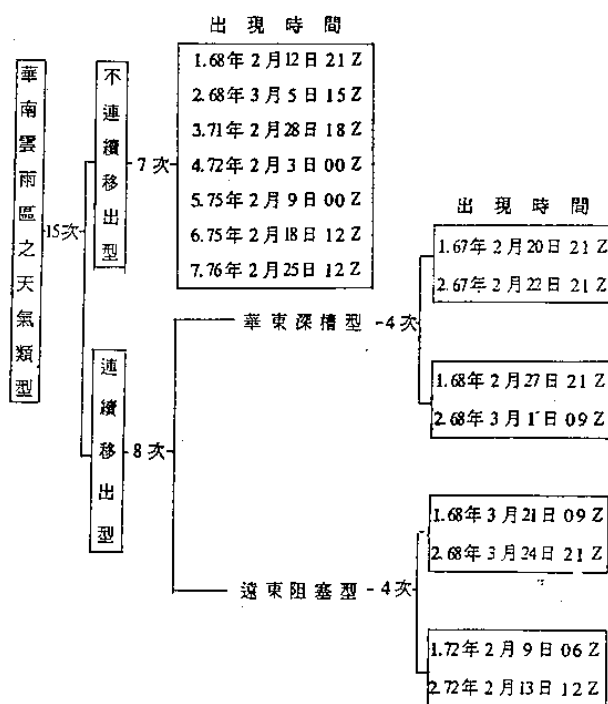 華南雲雨區之天氣類型
15次
不連續移出型
7次
出現時間
1.68年2月12日21Z
2.68年3月5日15Z
3.71年2月28日18Z
4.72年2月3日00Z
5.75年2月9日00Z
6.75年2月18日12Z
7.76年2月25日12Z
連續移出型
8次
華東深槽型-4次
出現時間
1.67年2月20日21Z
2.67年2月22日21Z
1.68年2月27日21Z
2.68年3月1日09Z
遠東阻塞型-4次
1.68年3月21日09Z
2.68年3月24日21Z
1.72年2月9日06Z
2.72年2月13日12Z